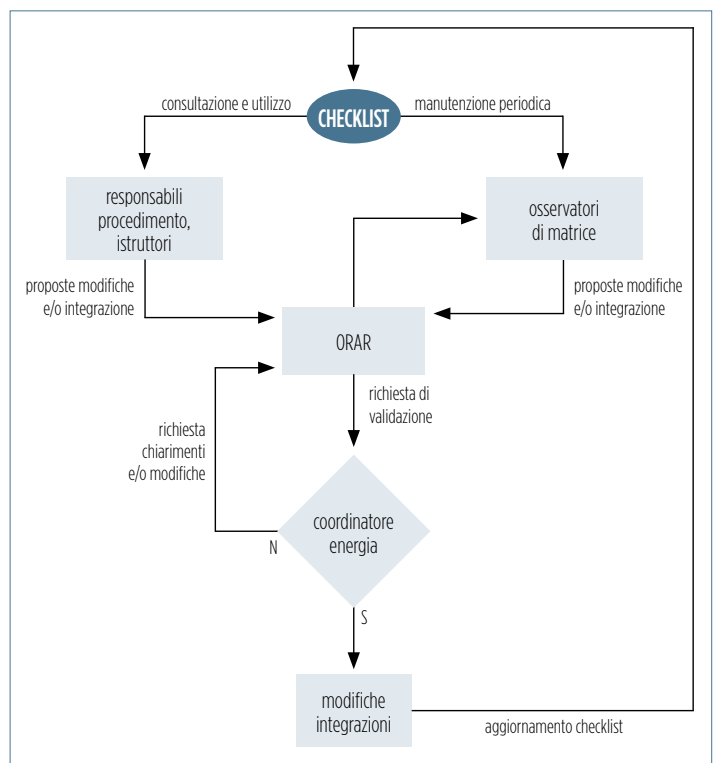 consultazione e utilizzo
CHECKLIST
manutenzione periodica
responsabili
procedimento,
istruttori
osservatori
di matrice
proposte modifiche
e/o integrazione
proposte modifiche
e/o integrazione
ORAR
richiesta di
validazione
richiesta
chiarimenti
e/o modifiche
coordinatore
energia
N
S
modifiche
integrazioni
aggiornamento checklist